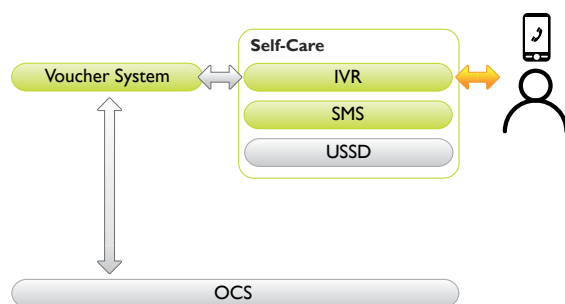 Self-Care
Voucher System
IVR
SMS
USSD
OCS